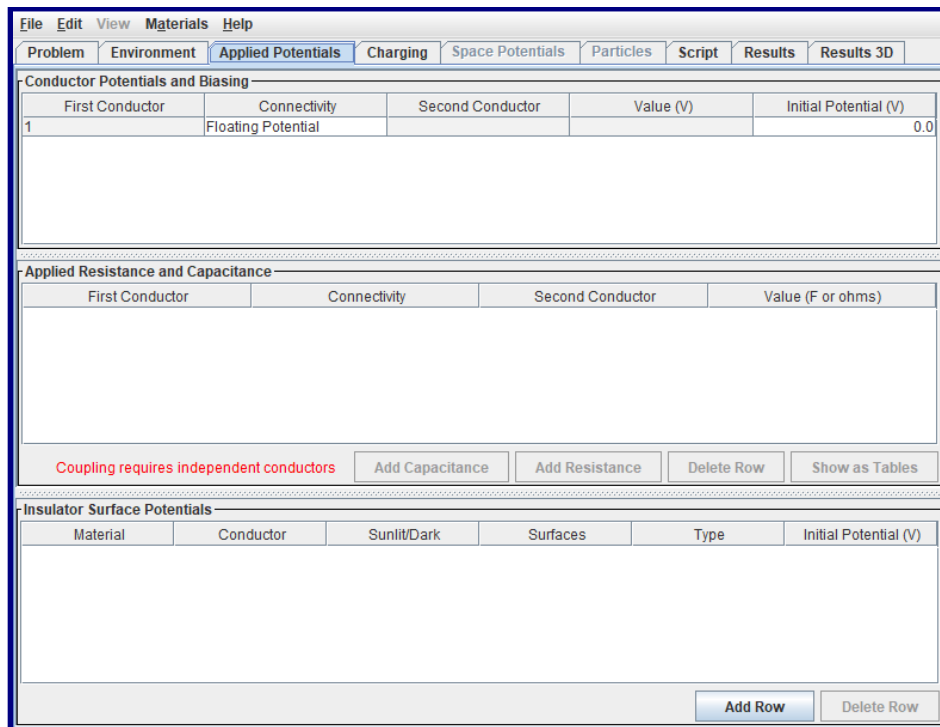 File Edit View Materials Help
Problem Environment Applied Potentials Charging Space Potentials Particles Script Results Results 3D
Conductor Potentials and Biasing
First Conductor Connectivity Second Conductor Value (V) Initial Potential (V)
1 Floating Potential 0.0
Applied Resistance and Capacitance
First Conductor Connectivity Second Conductor Value (F or ohms)
Coupling requires independent conductors Add Capacitance Add Resistance Delete Row Show as Tables
Insulator Surface Potentials
Material Conductor Sunlit/Dark Surfaces Type Initial Potential (V)
Add Row Delete Row